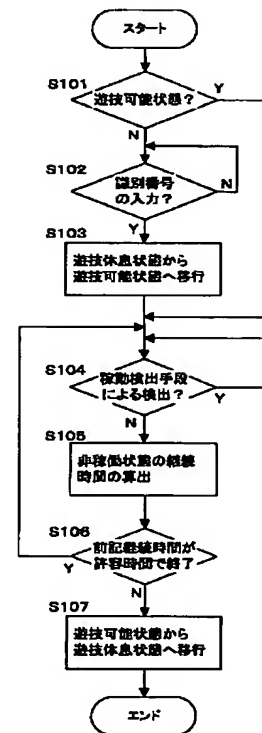 スタート
S101
遊技可能状態?
Y
N
S102
識別番号
の入力?
N
Y
S103
遊技休息状態から
遊技可能状態へ移行
S104
稼動検出手段
による検出?
Y
N
S105
非稼働状態の継続
時間の算出
S106
前記継続時間が
許容時間で終了
Y
N
S107
遊技可能状態から
遊技休息状態へ移行
エンド